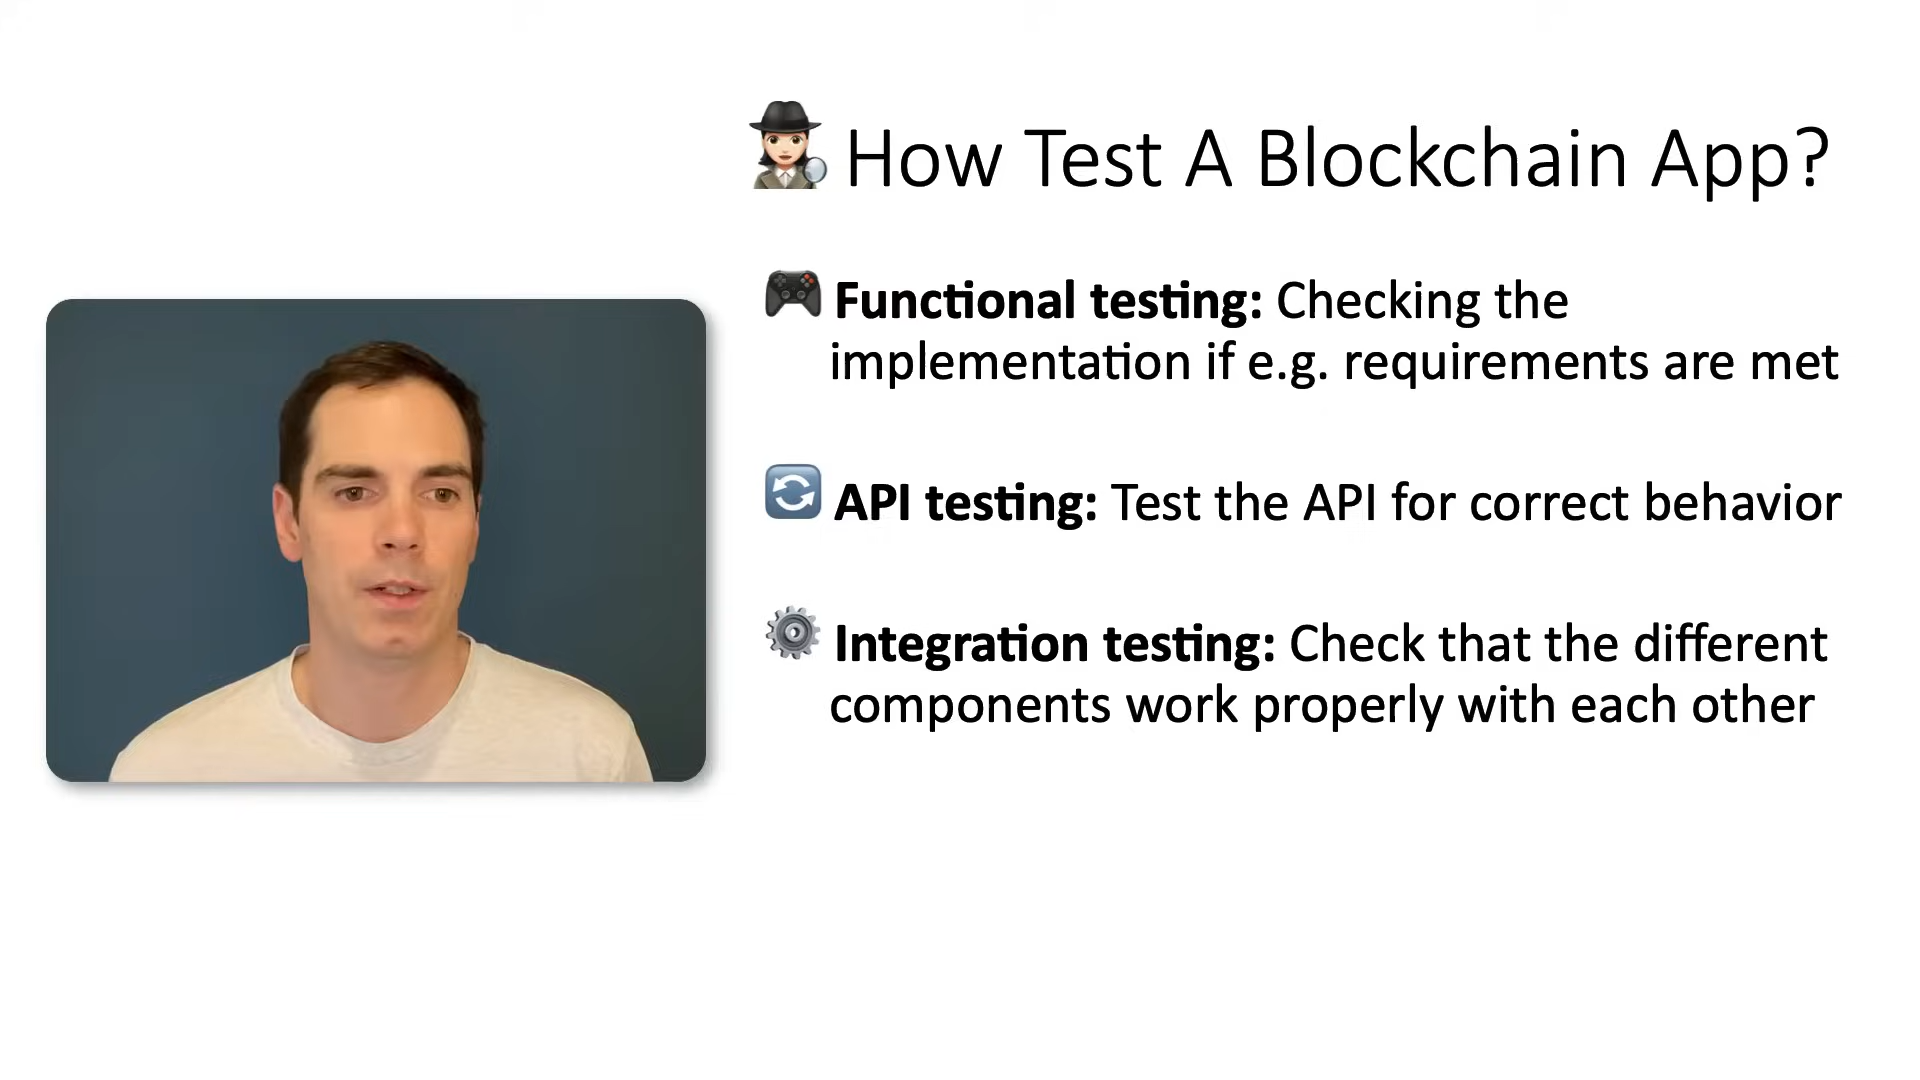 How Test A Blockchain App?
Functional testing: Checking the
implementation if e.g. requirements are met
API testing: Test the API for correct behavior
Integration testing: Check that the different
components work properly with each other